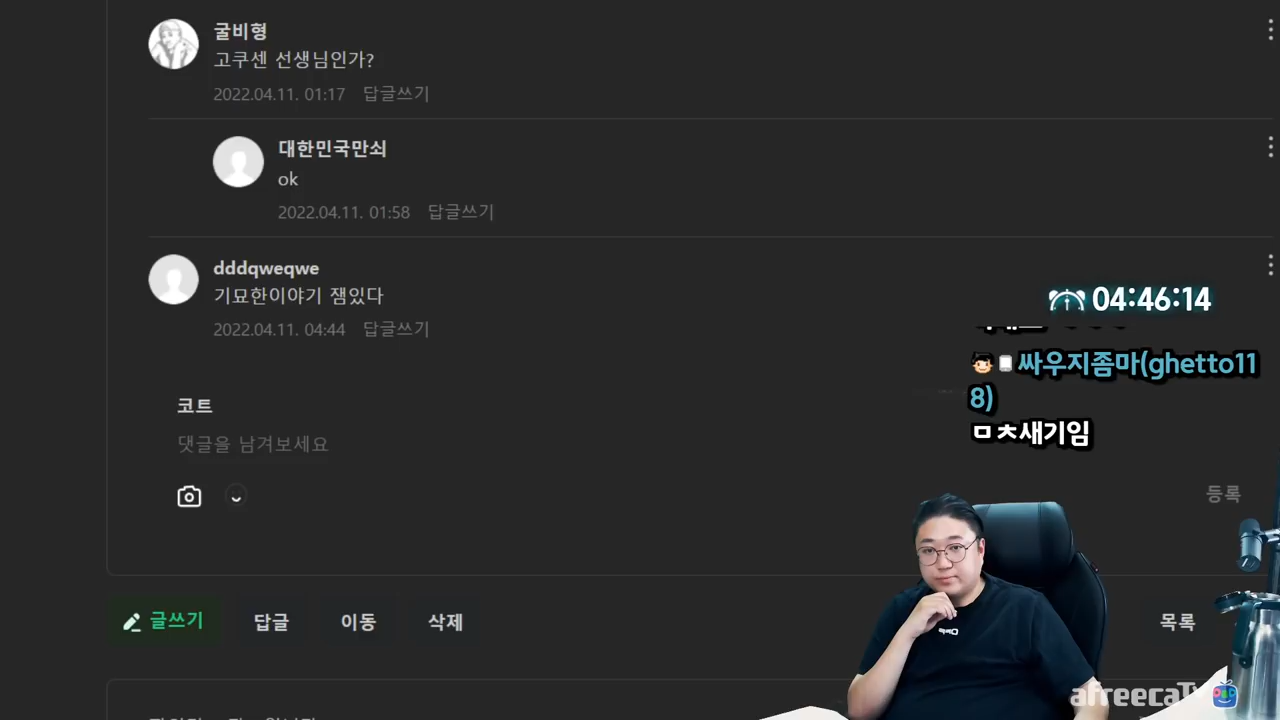 굴비형
고쿠센 선생님인가?
2022.04.11. 01:17 답글쓰기
대한민국만쇠
ok
2022.04.11. 01:58 답글쓰기
dddqweqwe
기묘한이야기 잼있다
2022.04.11. 04:44 답글쓰기
04:46:14
싸우지좀마(ghetto11
8)
ㅁㅊ새기임
코트
댓글을 남겨보세요
등록
글쓰기
답글
이동
삭제
목록
afreecaTV